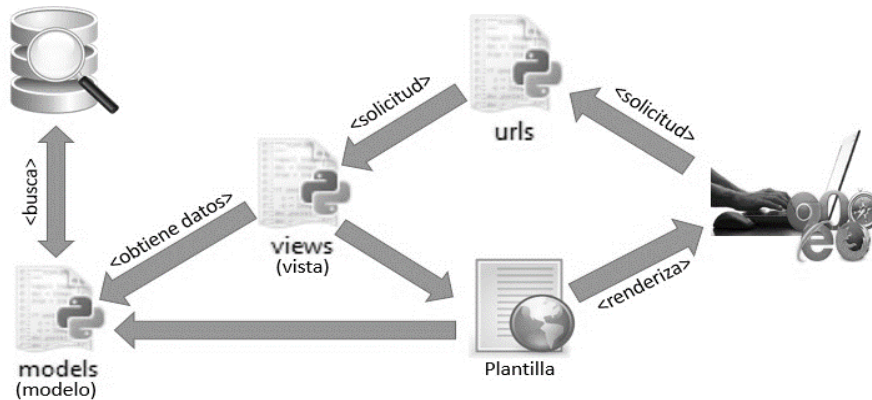 <solicitud>
urls
<solicitud>
<busca>
<obtiene datos>
views
(vista)
<renderiza>
models
(modelo)
Plantilla